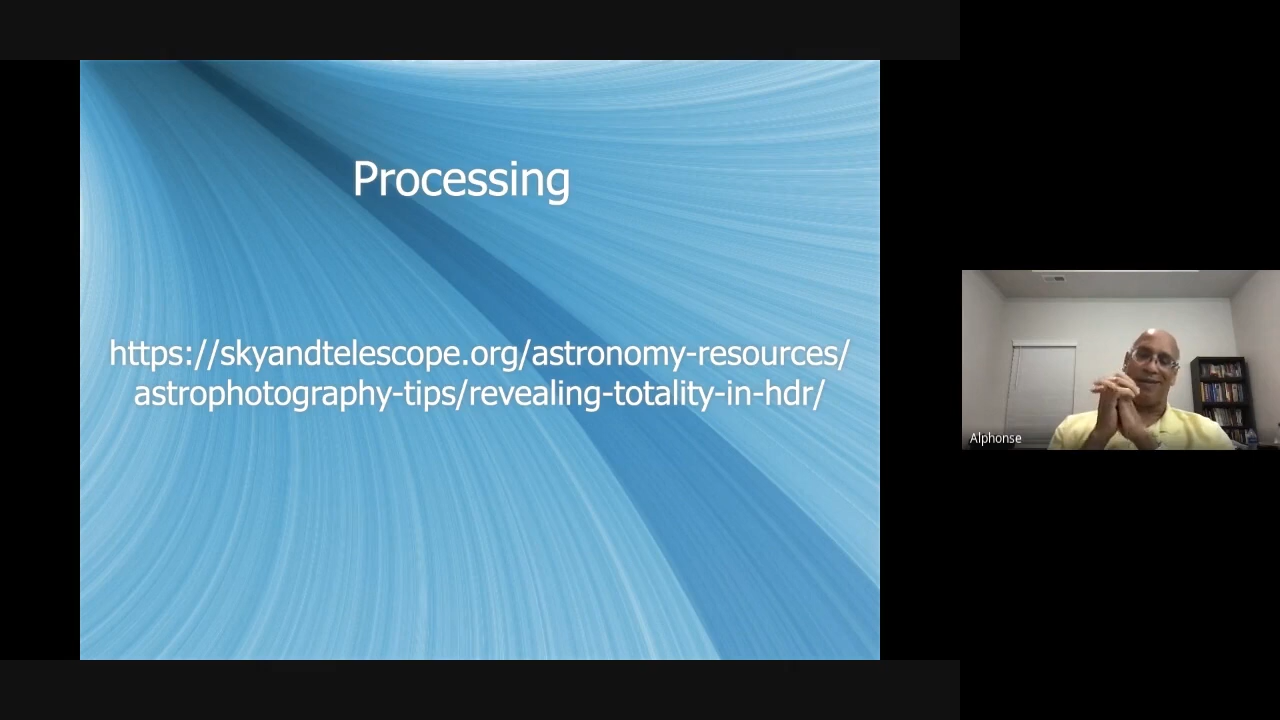 Processing
https://skyandtelescope.org/astronomy-resources/
astrophotography-tips/revealing-totality-in-hdr/
Alphonse